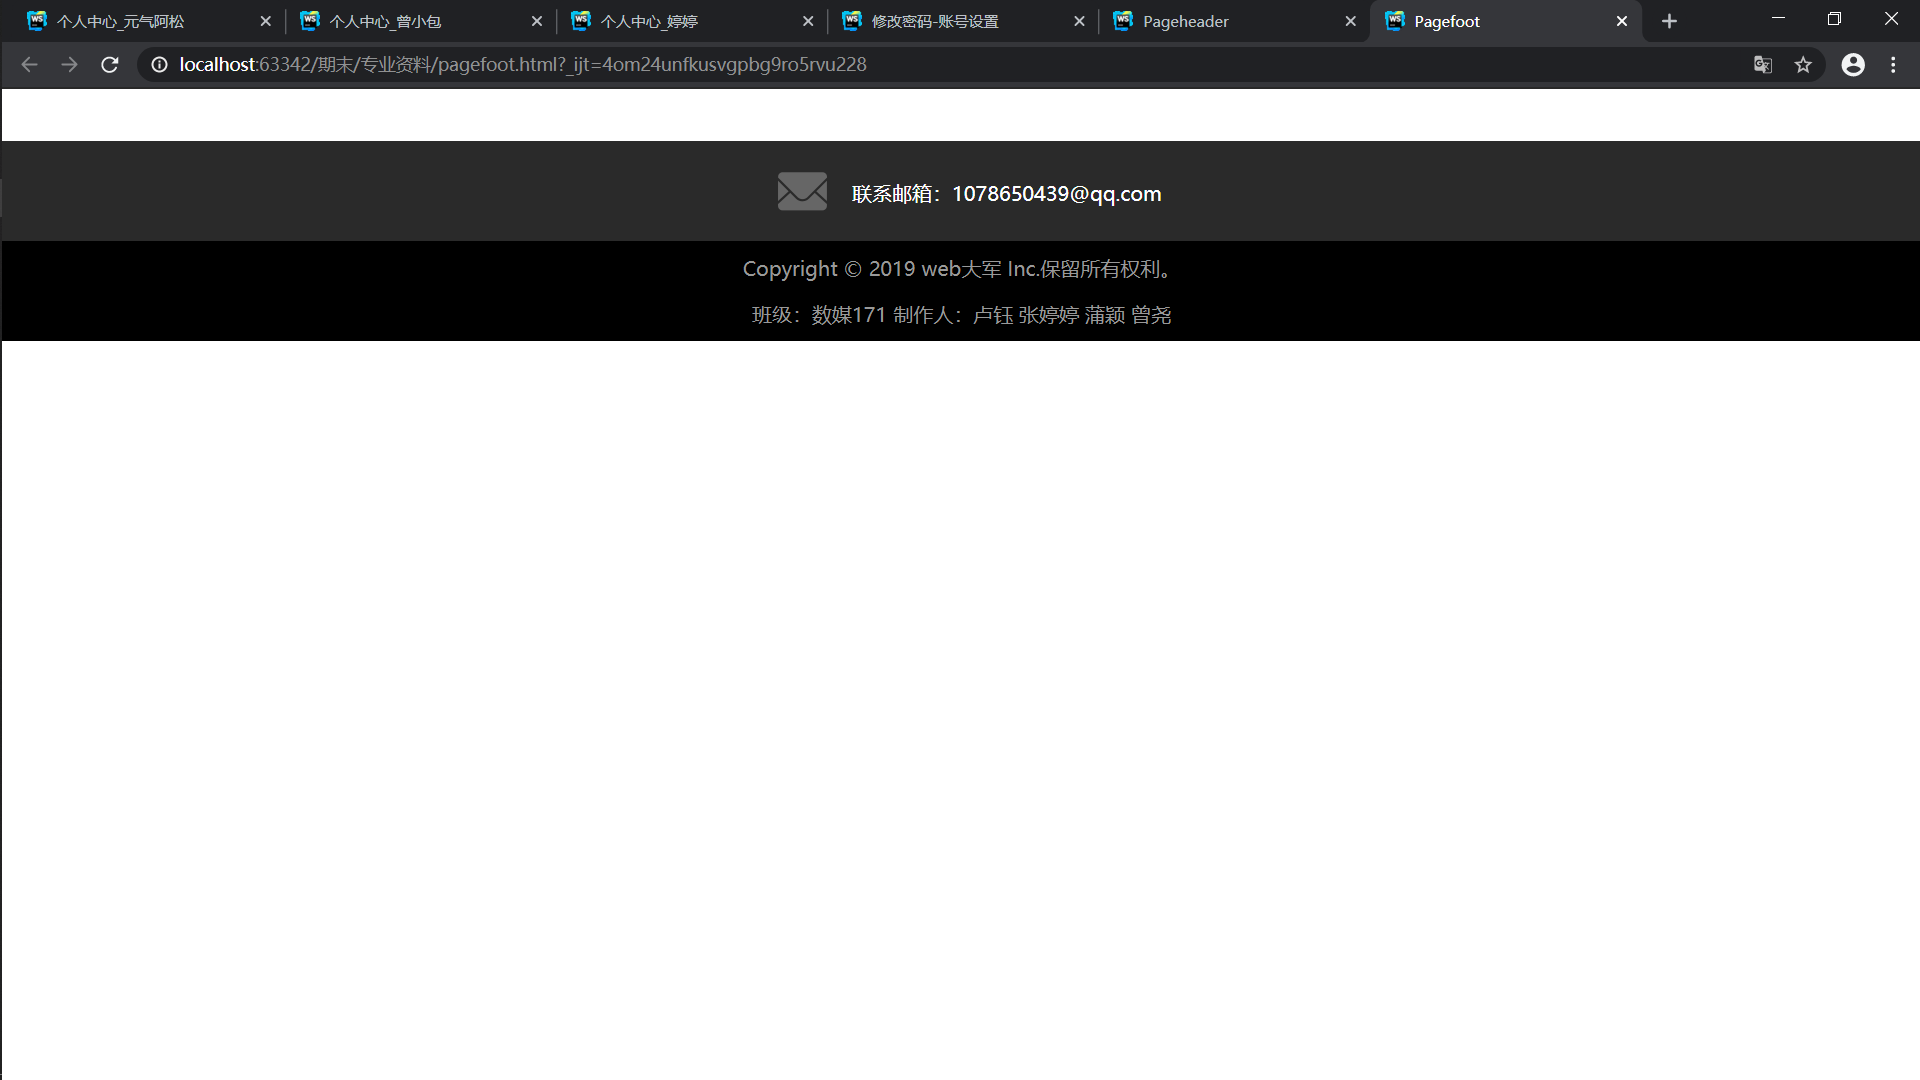 个人中心_元气阿松
个人中心_曾小包
个人中心_婷婷
修改密码-账号设置
Pageheader
Pagefoot
localhost:63342/期末/专业资料/pagefoot.html?_ijt=4om24unfkusvgpbg9ro5rvu228
联系邮箱：1078650439@qq.com
Copyright © 2019 web大军 Inc.保留所有权利。
班级：数媒171 制作人：卢钰 张婷婷 蒲颖 曾尧